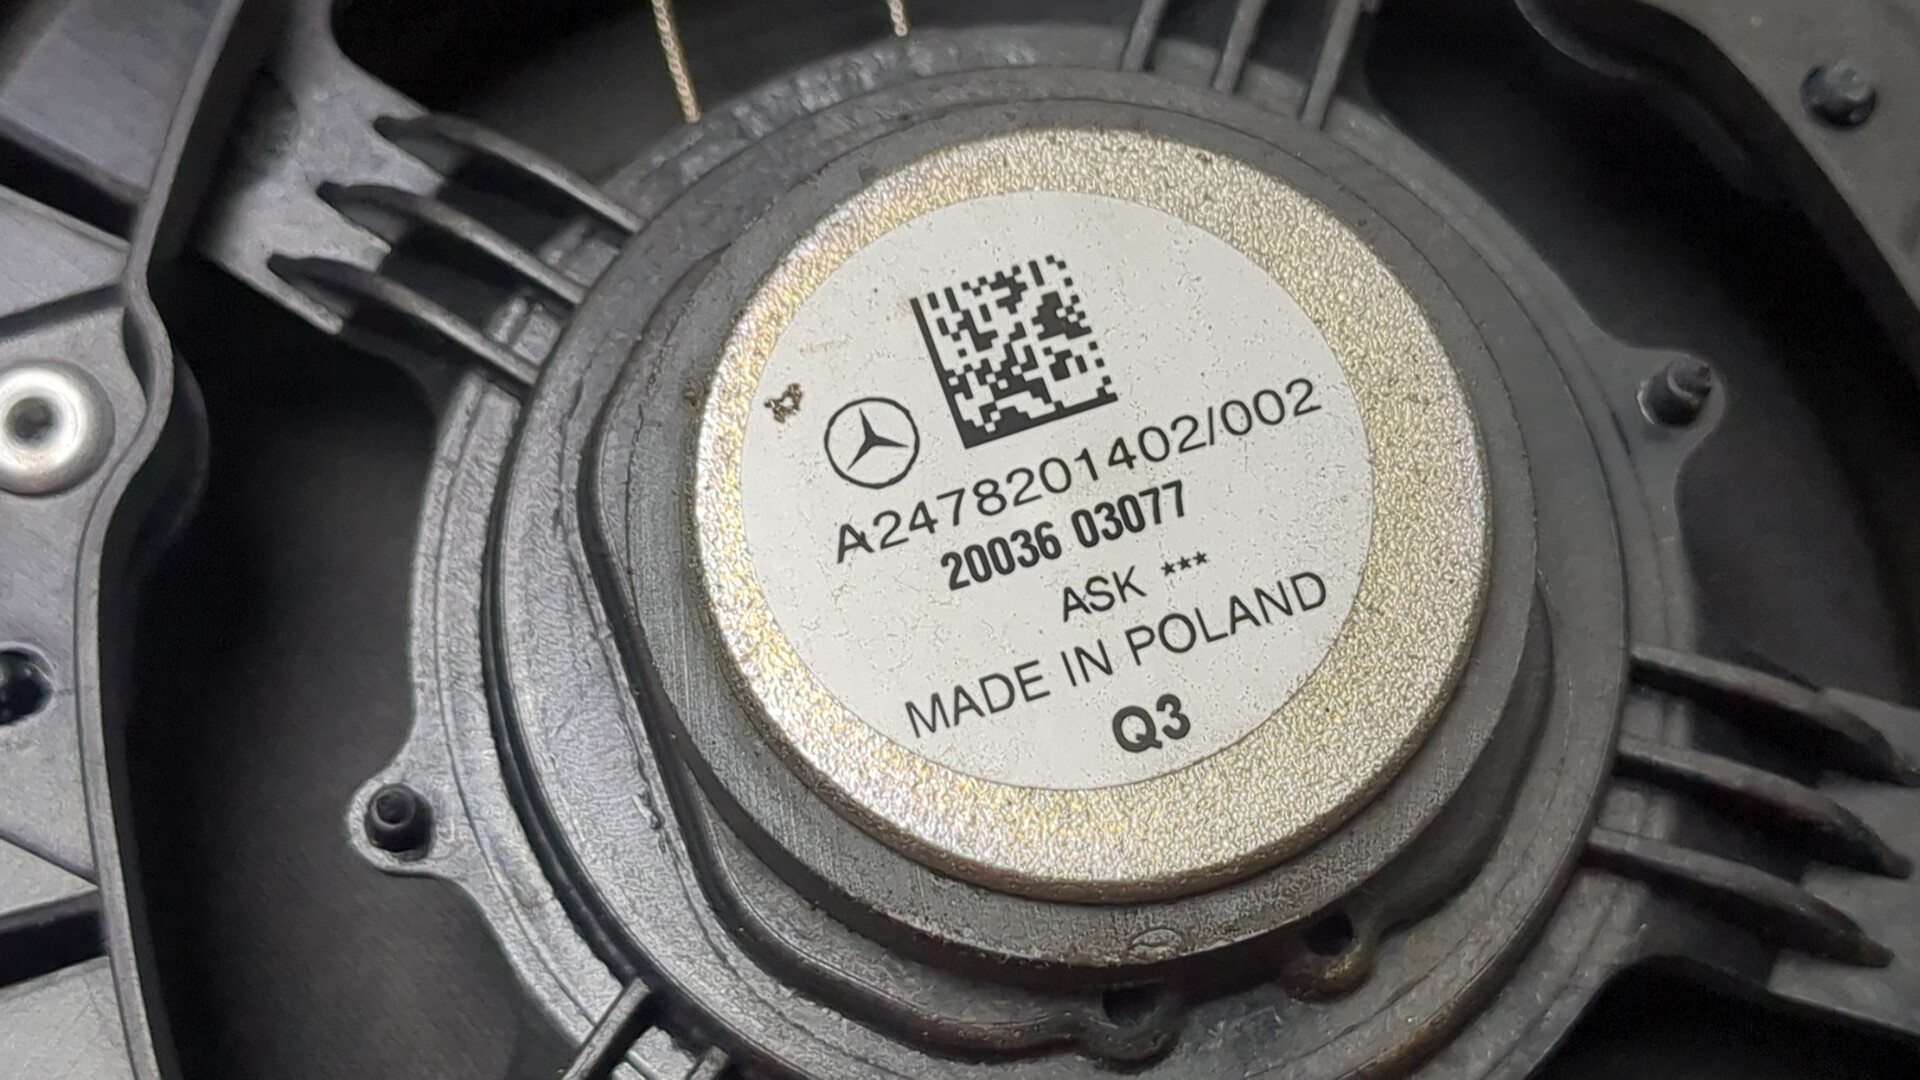 A2478201402/002
20036 03077
ASK ***
MADE IN POLAND
Q3